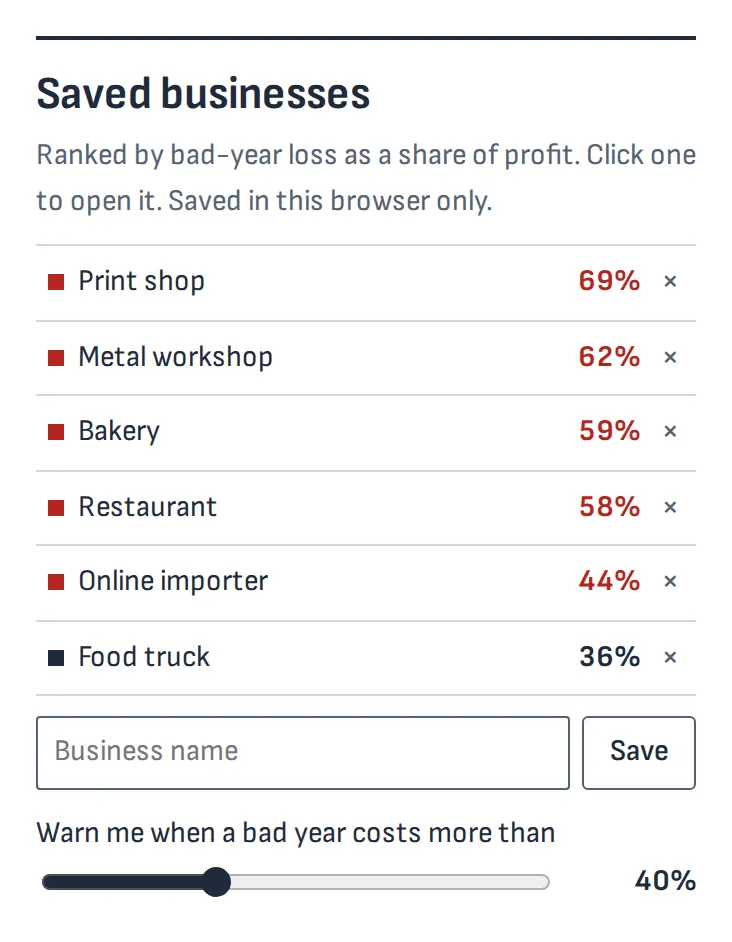 Saved businesses
Ranked by bad-year loss as a share of profit. Click one
to open it. Saved in this browser only.
Print shop 69% ×
Metal workshop 62% ×
Bakery 59% ×
Restaurant 58% ×
Online importer 44% ×
Food truck 36% ×
Business name Save
Warn me when a bad year costs more than
40%